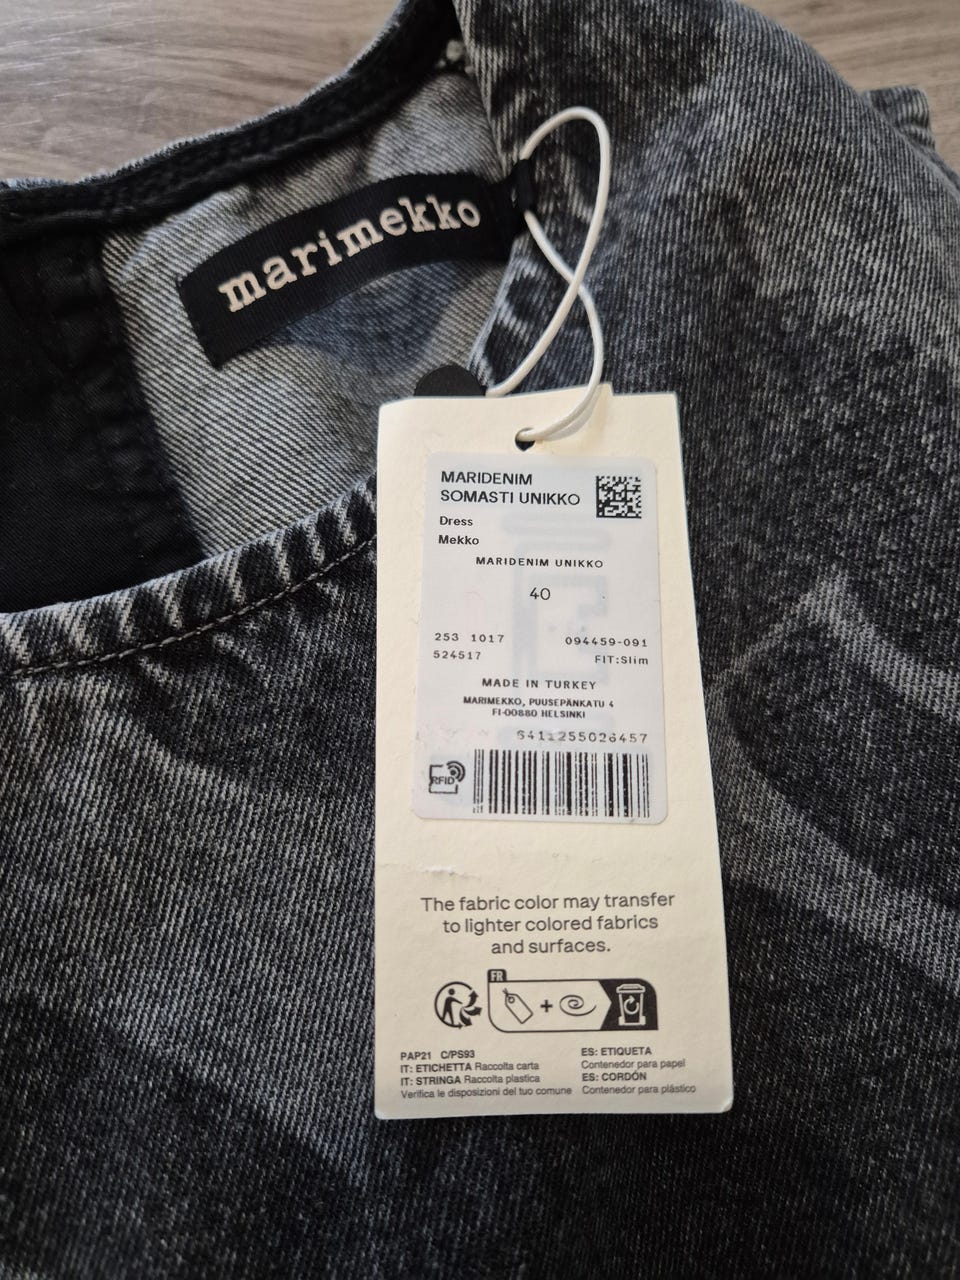 marimekko
MARIDENIM
SOMASTI UNIKKO
Dress
Mekko
MARIDENIM UNIKKO
40
253 1017 094459-091
524517 FIT:Slim
MADE IN TURKEY
MARIMEKKO, PUUSEPÄNKATU 4
FI-00880 HELSINKI
6411255026457
RFID
The fabric color may transfer
to lighter colored fabrics
and surfaces.
FR
+
PAP21 C/PS93
IT: ETICHETTA Raccolta carta
IT: STRINGA Raccolta plastica
Verifica le disposizioni del tuo comune
ES: ETIQUETA
Contenedor para papel
ES: CORDÓN
Contenedor para plástico